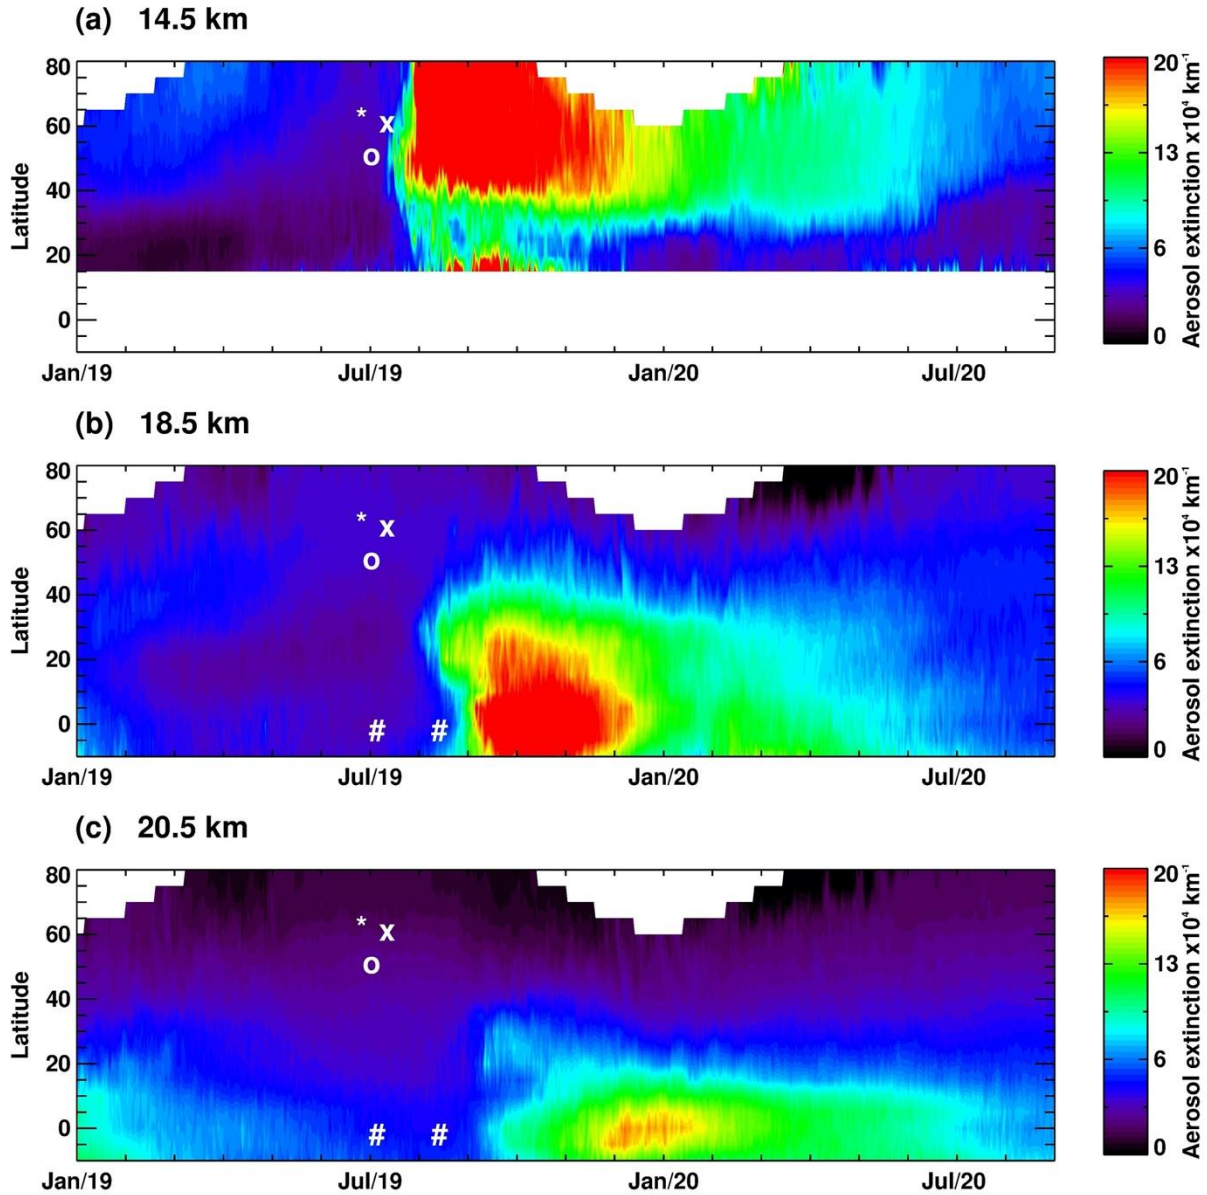 (a) 14.5 km
80
60
40
20
0
Latitude
* x
o
Jan/19 Jul/19 Jan/20 Jul/20
20
13
6
0
Aerosol extinction x10⁴ km⁻¹
(b) 18.5 km
80
60
40
20
0
Latitude
* x
o
# #
Jan/19 Jul/19 Jan/20 Jul/20
20
13
6
0
Aerosol extinction x10⁴ km⁻¹
(c) 20.5 km
80
60
40
20
0
Latitude
* x
o
# #
Jan/19 Jul/19 Jan/20 Jul/20
20
13
6
0
Aerosol extinction x10⁴ km⁻¹